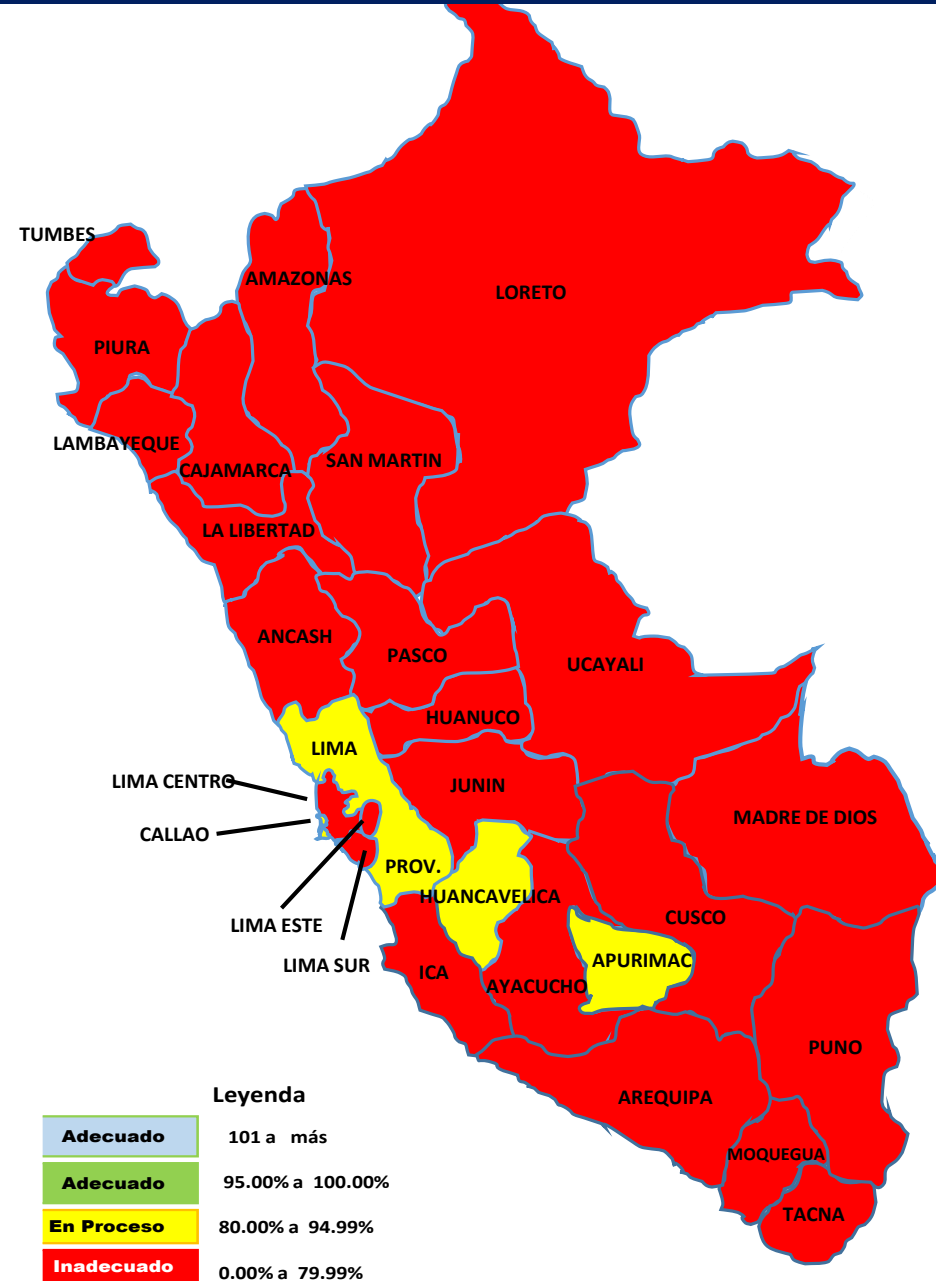 TUMBES
AMAZONAS
LORETO
PIURA
LAMBAYEQUE
CAJAMARCA
SAN MARTIN
LA LIBERTAD
ANCASH
PASCO
UCAYALI
HUANUCO
LIMA
LIMA CENTRO
JUNIN
MADRE DE DIOS
CALLAO
PROV.
HUANCAVELICA
LIMA ESTE
CUSCO
LIMA SUR
ICA
APURIMAC
AYACUCHO
PUNO
AREQUIPA
MOQUEGUA
TACNA
Leyenda
Adecuado 101 a más
Adecuado 95.00% a 100.00%
En Proceso 80.00% a 94.99%
Inadecuado 0.00% a 79.99%